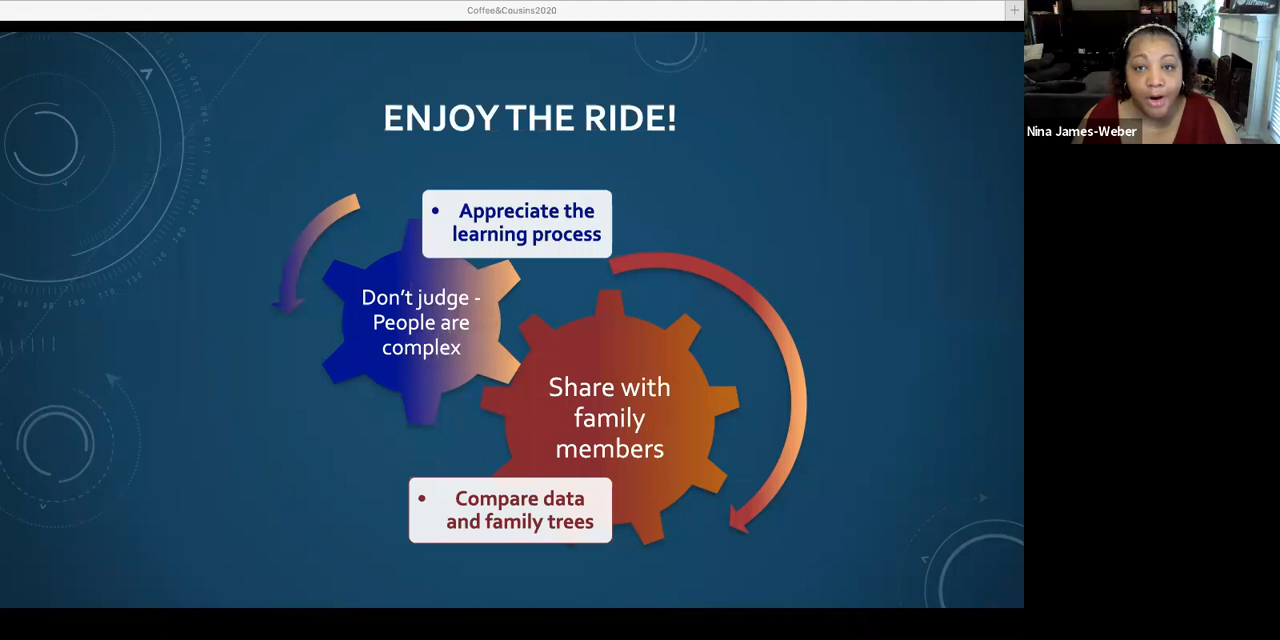 Coffee&Cousins2020
ENJOY THE RIDE!
• Appreciate the
learning process
Don't judge -
People are
complex
Share with
family
members
• Compare data
and family trees
Nina James-Weber